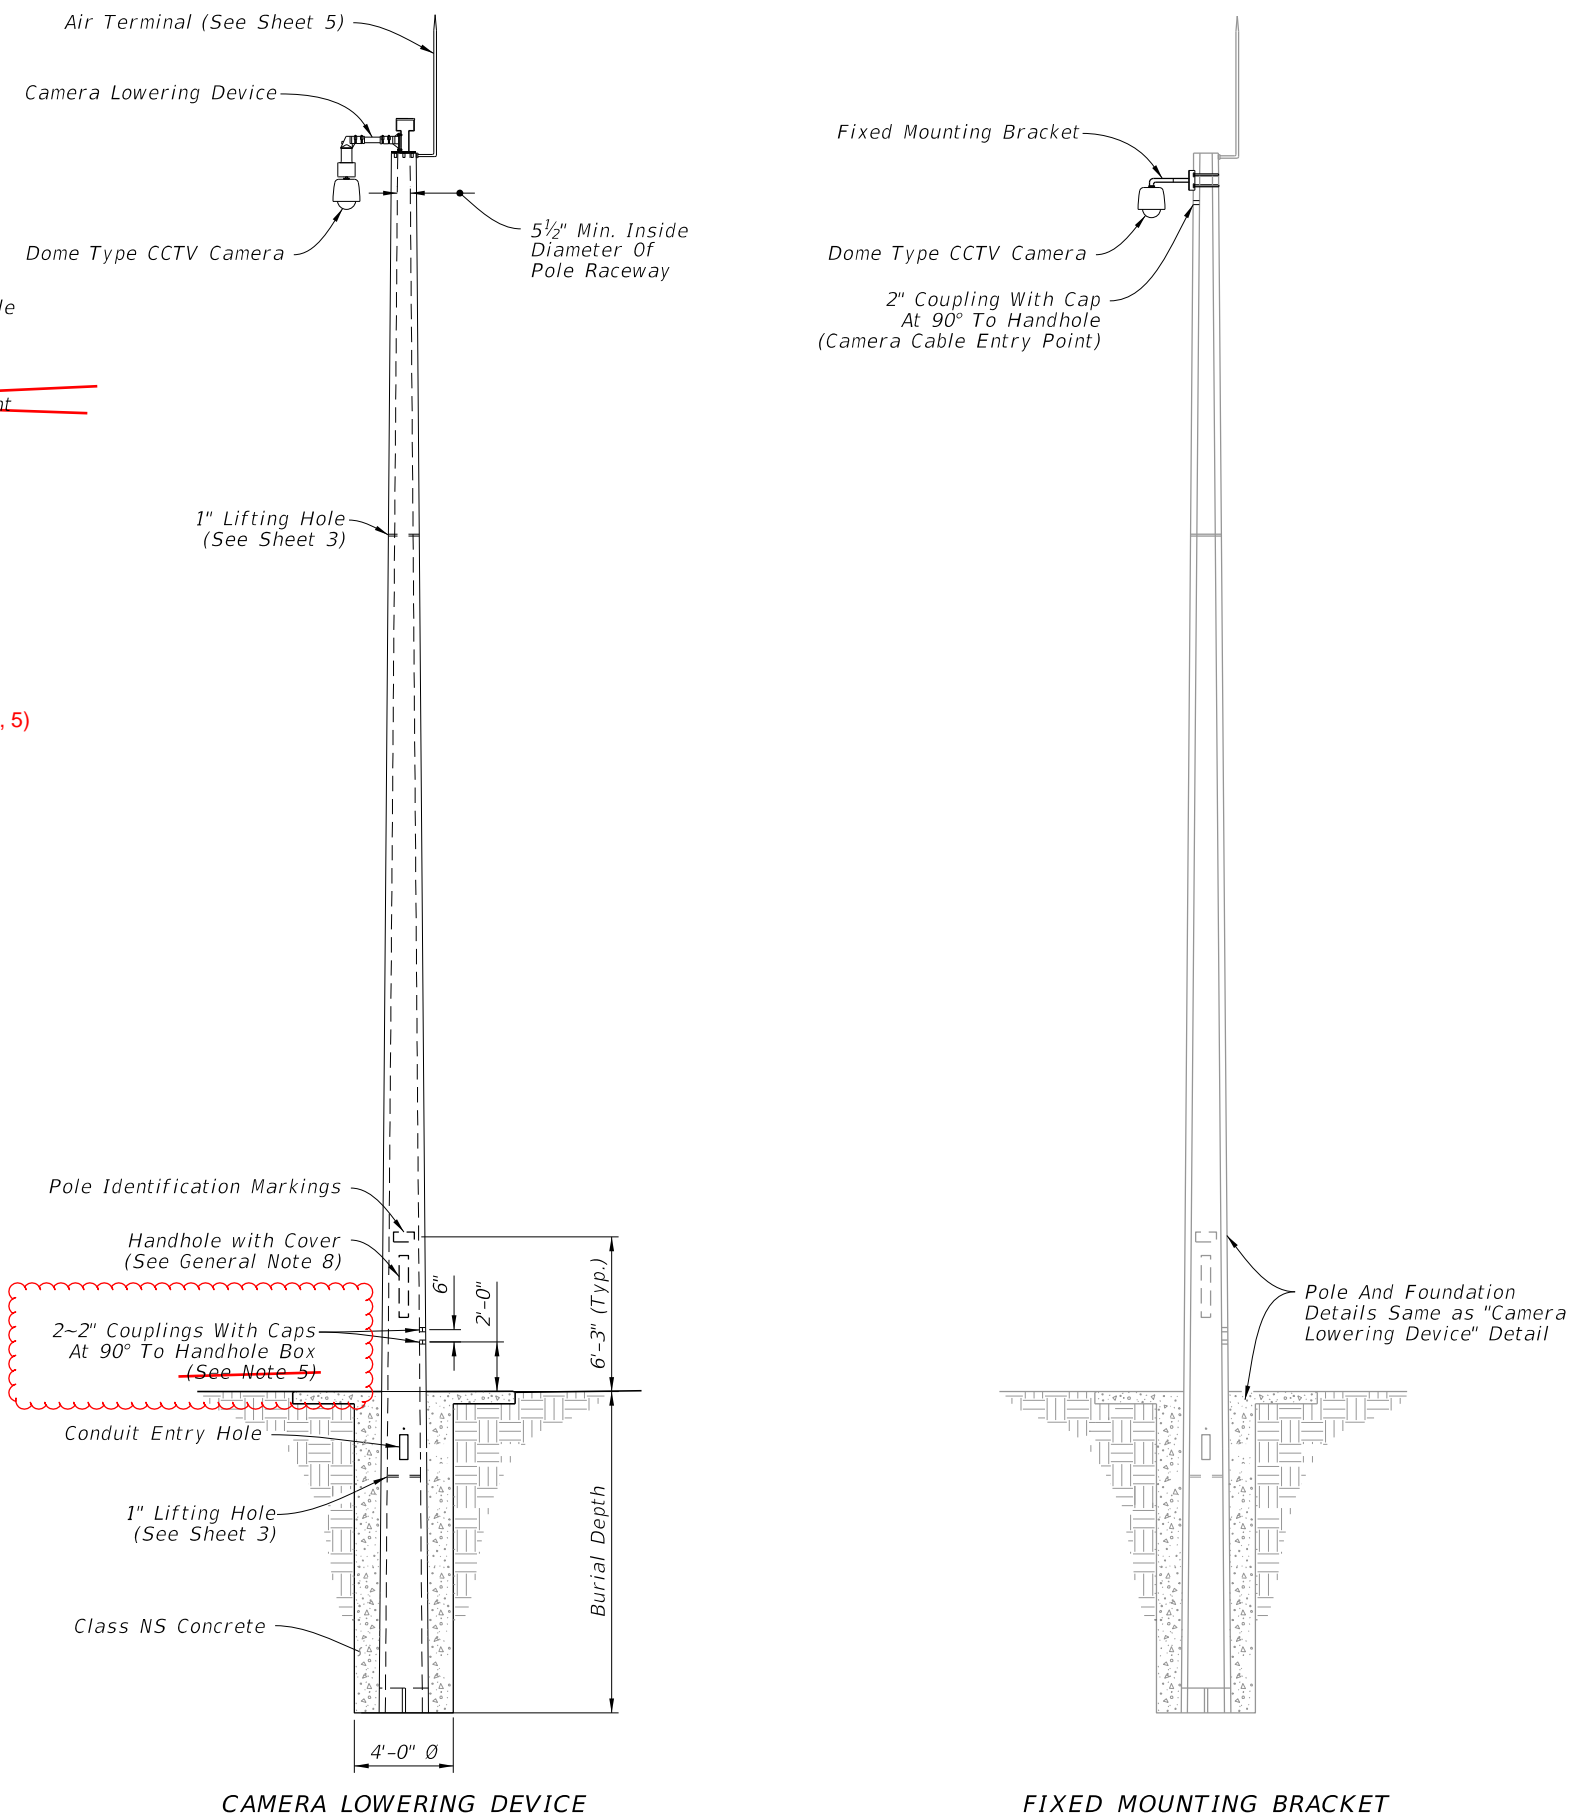 Air Terminal (See Sheet 5)
Camera Lowering Device
Dome Type CCTV Camera
5½" Min. Inside
Diameter Of
Pole Raceway
le
nt
1" Lifting Hole
(See Sheet 3)
, 5)
Pole Identification Markings
Handhole with Cover
(See General Note 8)
2~2" Couplings With Caps
At 90° To Handhole Box
(See Note 5)
6"
2'-0"
6'-3" (Typ.)
Conduit Entry Hole
1" Lifting Hole
(See Sheet 3)
Burial Depth
Class NS Concrete
4'-0" Ø
CAMERA LOWERING DEVICE
Fixed Mounting Bracket
Dome Type CCTV Camera
2" Coupling With Cap
At 90° To Handhole
(Camera Cable Entry Point)
Pole And Foundation
Details Same as "Camera
Lowering Device" Detail
FIXED MOUNTING BRACKET